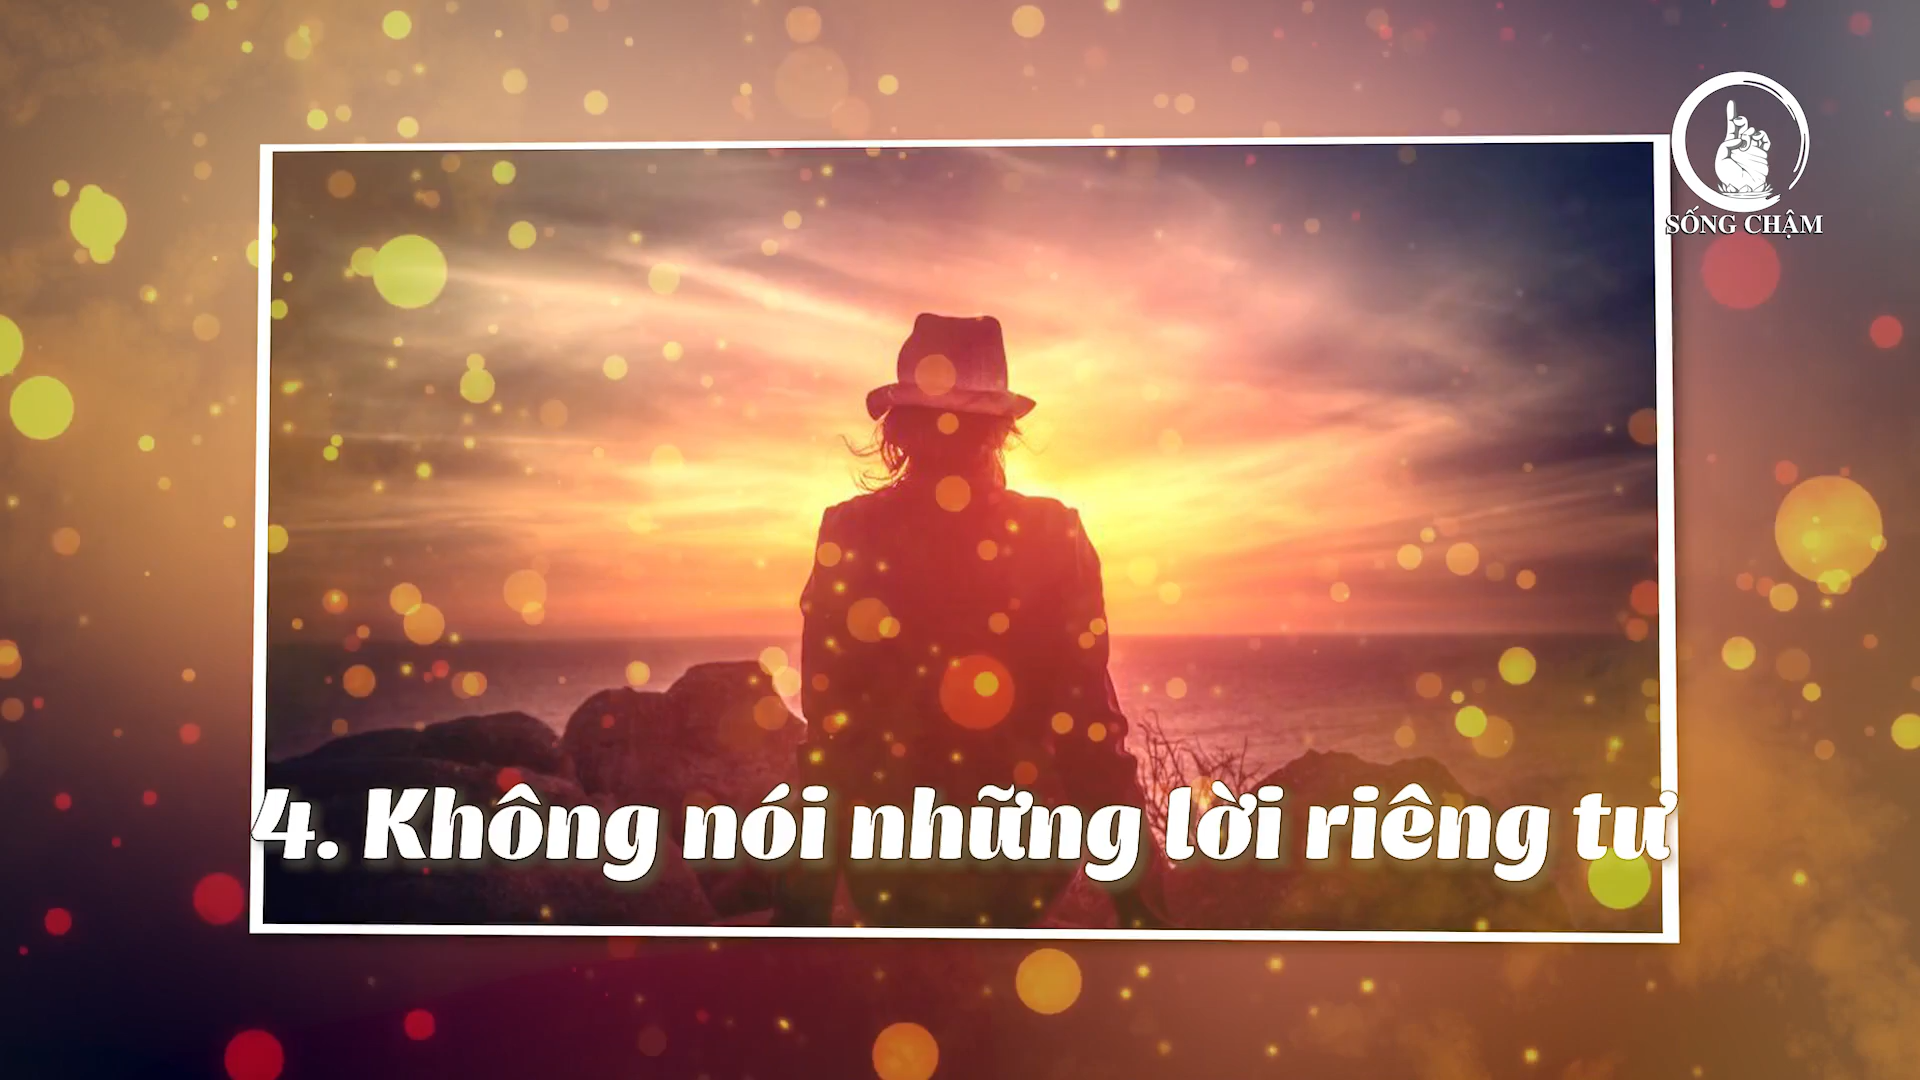 SỐNG CHẬM
4. Không nói những lời riêng tư